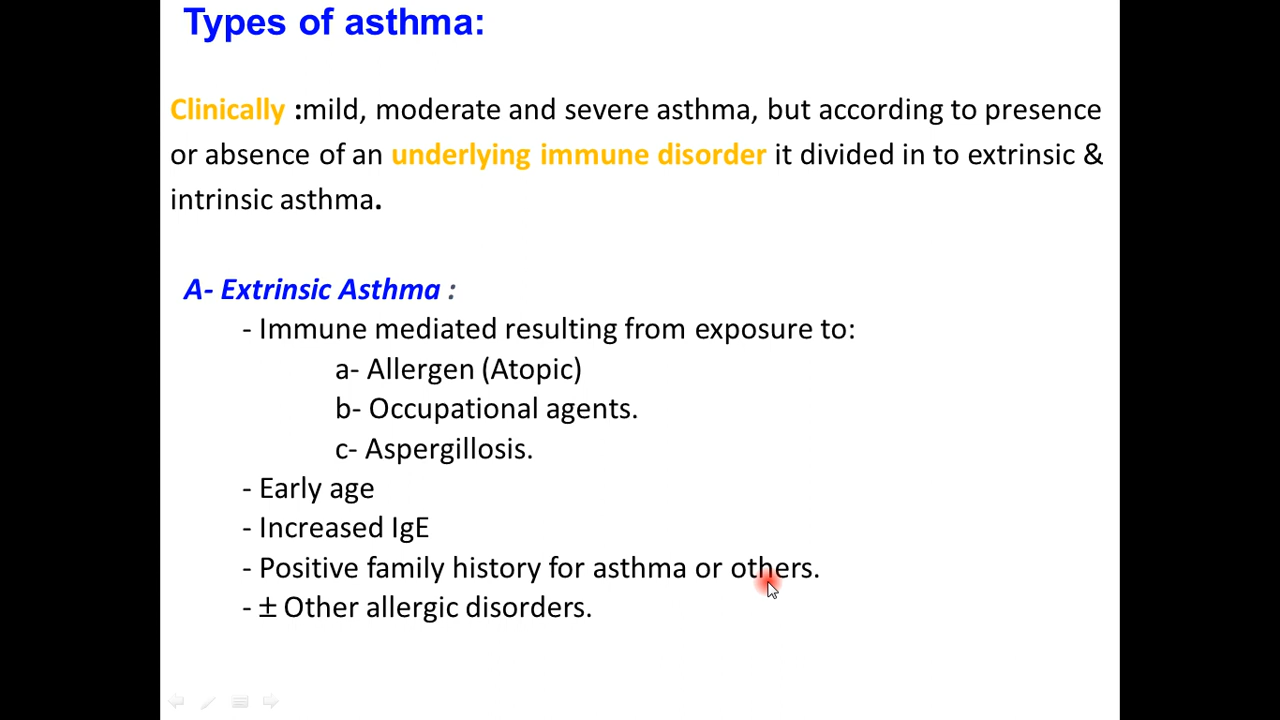 Types of asthma:
Clinically :mild, moderate and severe asthma, but according to presence
or absence of an underlying immune disorder it divided in to extrinsic &
intrinsic asthma.
A- Extrinsic Asthma :
- Immune mediated resulting from exposure to:
a- Allergen (Atopic)
b- Occupational agents.
c- Aspergillosis.
- Early age
- Increased IgE
- Positive family history for asthma or others.
- ± Other allergic disorders.